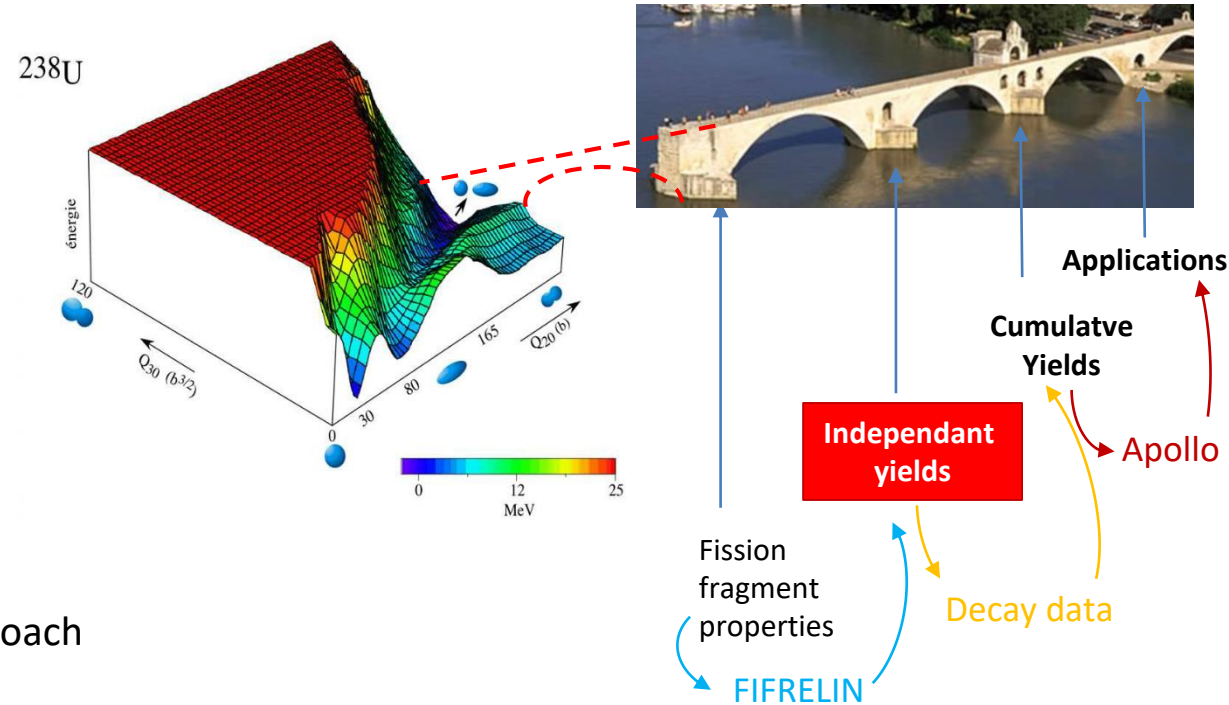 238U
énergie
120
Q30 (b3/2)
0
30
80
165
Q20 (b)
0
12
25
MeV
Applications
Cumulatve
Yields
Independant
yields
Apollo
Fission
fragment
properties
Decay data
FIFRELIN
oach